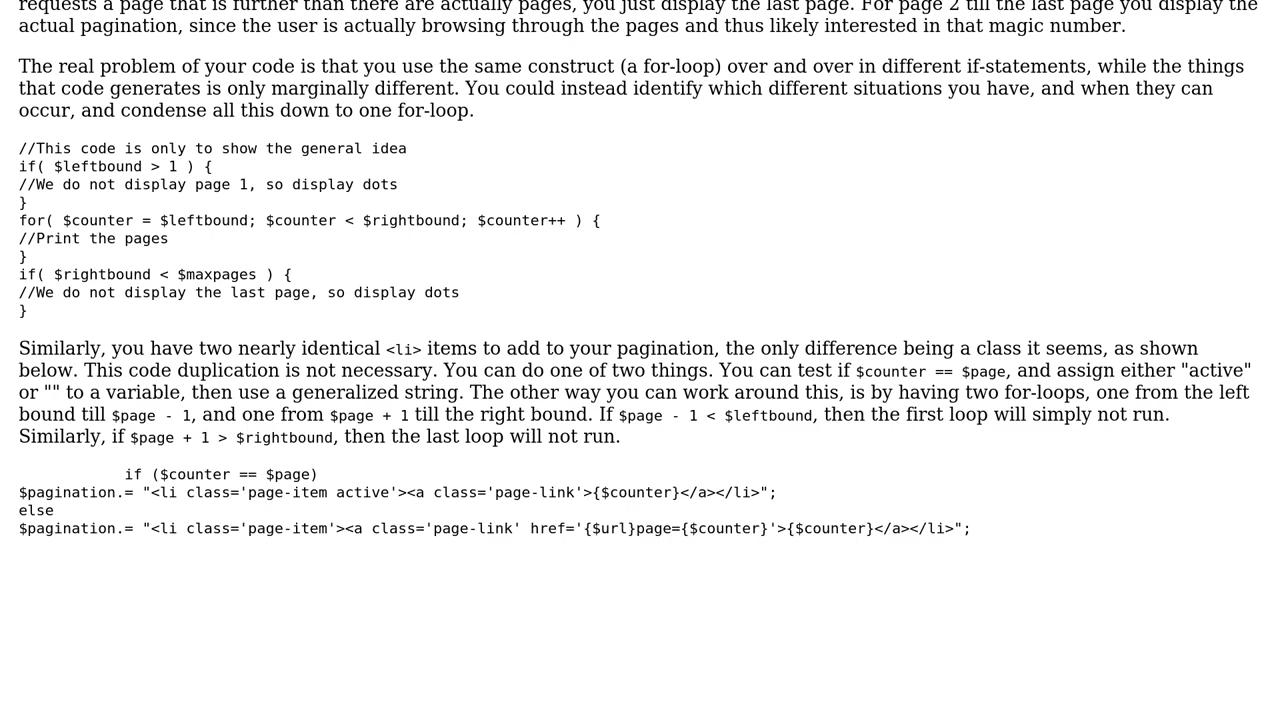 requests a page that is further than there are actually pages, you just display the last page. For page 2 till the last page you display the
actual pagination, since the user is actually browsing through the pages and thus likely interested in that magic number.
The real problem of your code is that you use the same construct (a for-loop) over and over in different if-statements, while the things
that code generates is only marginally different. You could instead identify which different situations you have, and when they can
occur, and condense all this down to one for-loop.
//This code is only to show the general idea
if( $leftbound > 1 ) {
//We do not display page 1, so display dots
}
for( $counter = $leftbound; $counter < $rightbound; $counter++ ) {
//Print the pages
}
if( $rightbound < $maxpages ) {
//We do not display the last page, so display dots
}
Similarly, you have two nearly identical <li> items to add to your pagination, the only difference being a class it seems, as shown
below. This code duplication is not necessary. You can do one of two things. You can test if $counter == $page, and assign either "active"
or "" to a variable, then use a generalized string. The other way you can work around this, is by having two for-loops, one from the left
bound till $page - 1, and one from $page + 1 till the right bound. If $page - 1 < $leftbound, then the first loop will simply not run.
Similarly, if $page + 1 > $rightbound, then the last loop will not run.
            if ($counter == $page)
$pagination.= "<li class='page-item active'><a class='page-link'>{$counter}</a></li>";
else
$pagination.= "<li class='page-item'><a class='page-link' href='{$url}page={$counter}'>{$counter}</a></li>";